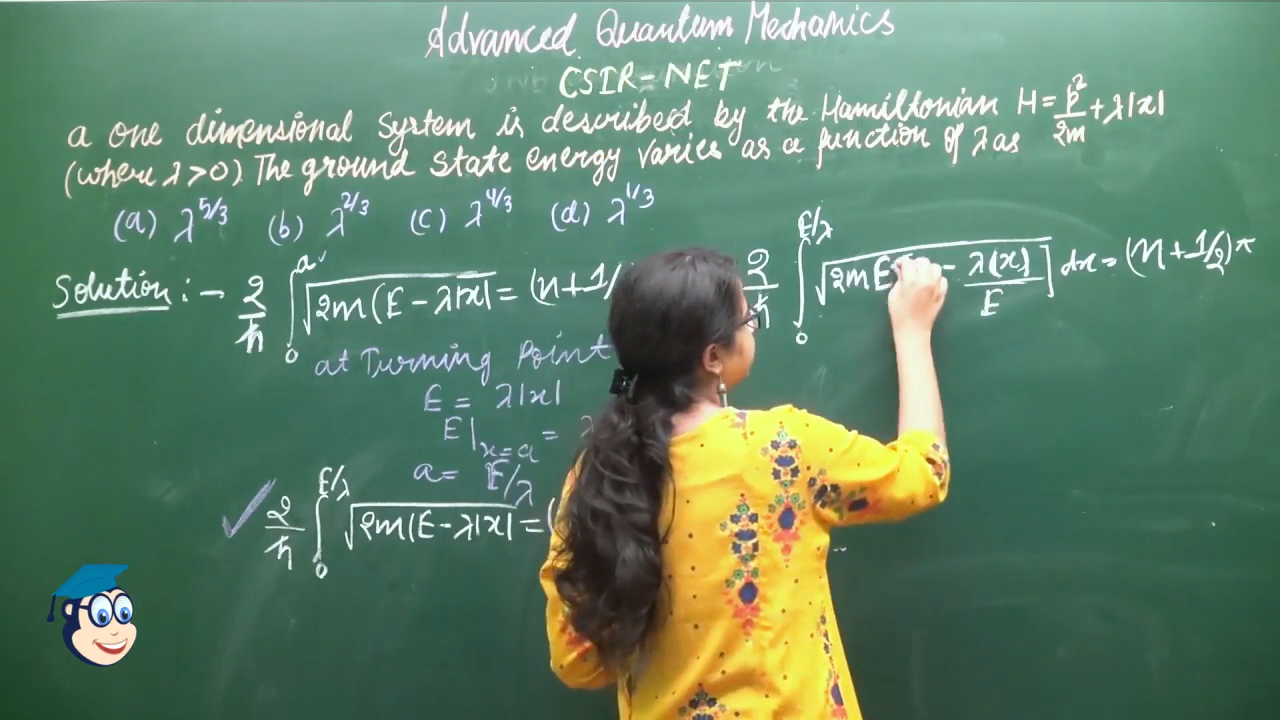 Advanced Quantum Mechanics
CSIR = NET
a one dimensional system is described by the Hamiltonian H = p²/2m + λ|x|
(where λ > 0) The ground state energy varies as a function of λ as
(a) λ^5/3 (b) λ^2/3 (c) λ^4/3 (d) λ^1/3
Solution :- 2/ħ ∫₀^a √2m(E - λ|x| = (n + 1/
at Turning Point
E = λ|x|
E|x=a = λ
a = E/λ
2/ħ ∫₀^E/λ √2m(E - λ|x| = (
2/ħ ∫₀^E/λ √2mE - λ(x)/E] dx = (n + 1/2)π